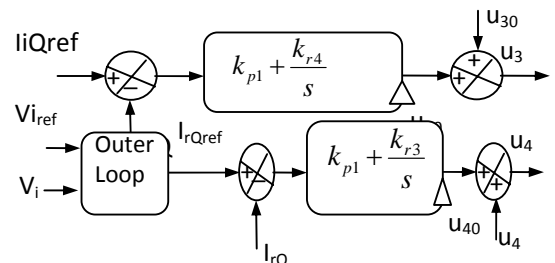 u30
IiQref
kp1 + kr4/s
u3
Viref
Outer
Loop
IrQref
kp1 + kr3/s
u4
Vi
u40
u4
IrQ